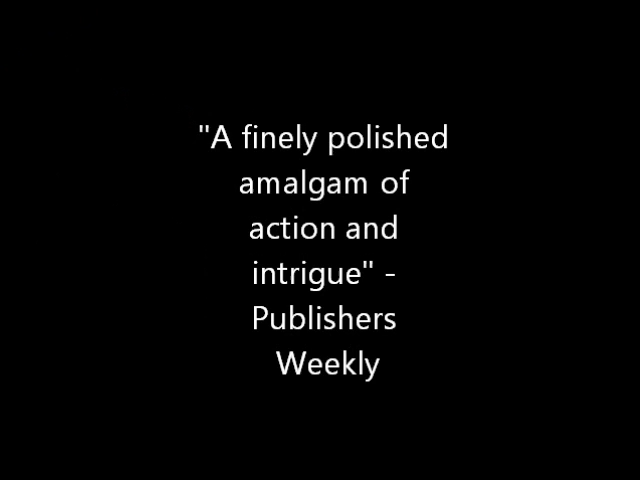 "A finely polished
amalgam of
action and
intrigue" -
Publishers
Weekly